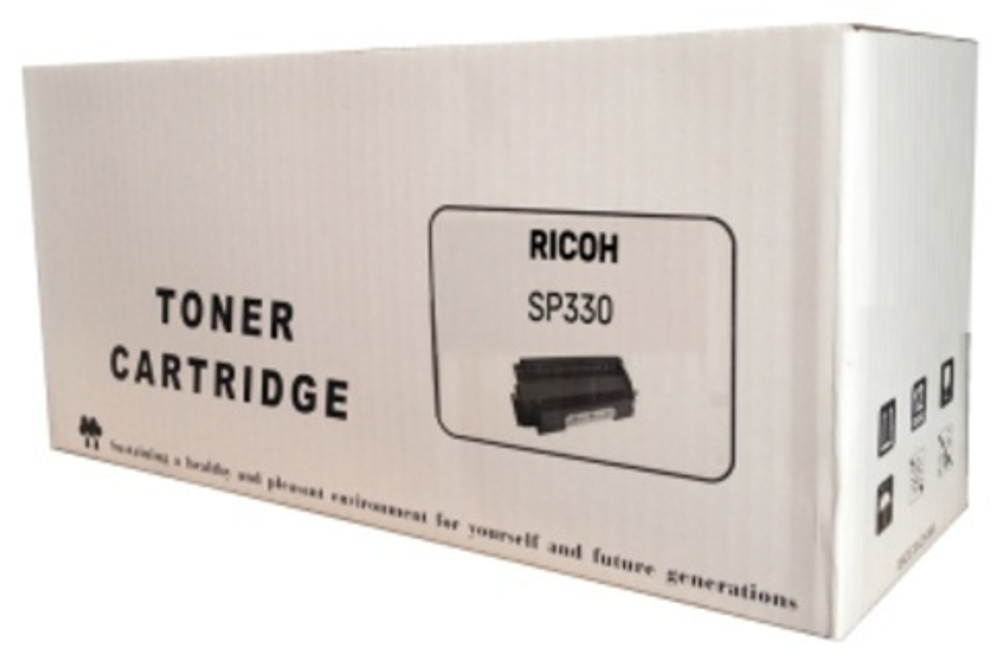 RICOH
SP330
TONER
CARTRIDGE
Sustaining a healthy and pleasant environment for yourself and future generations